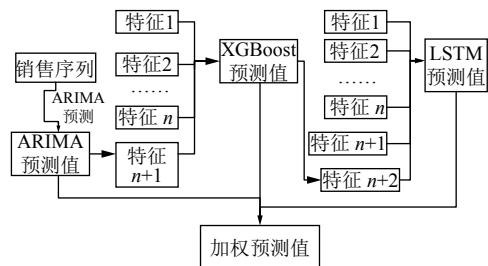 销售序列
ARIMA
预测
ARIMA
预测值
特征1
特征2
……
特征 n
特征
n+1
XGBoost
预测值
特征1
特征2
……
特征 n
特征 n+1
特征 n+2
LSTM
预测值
加权预测值